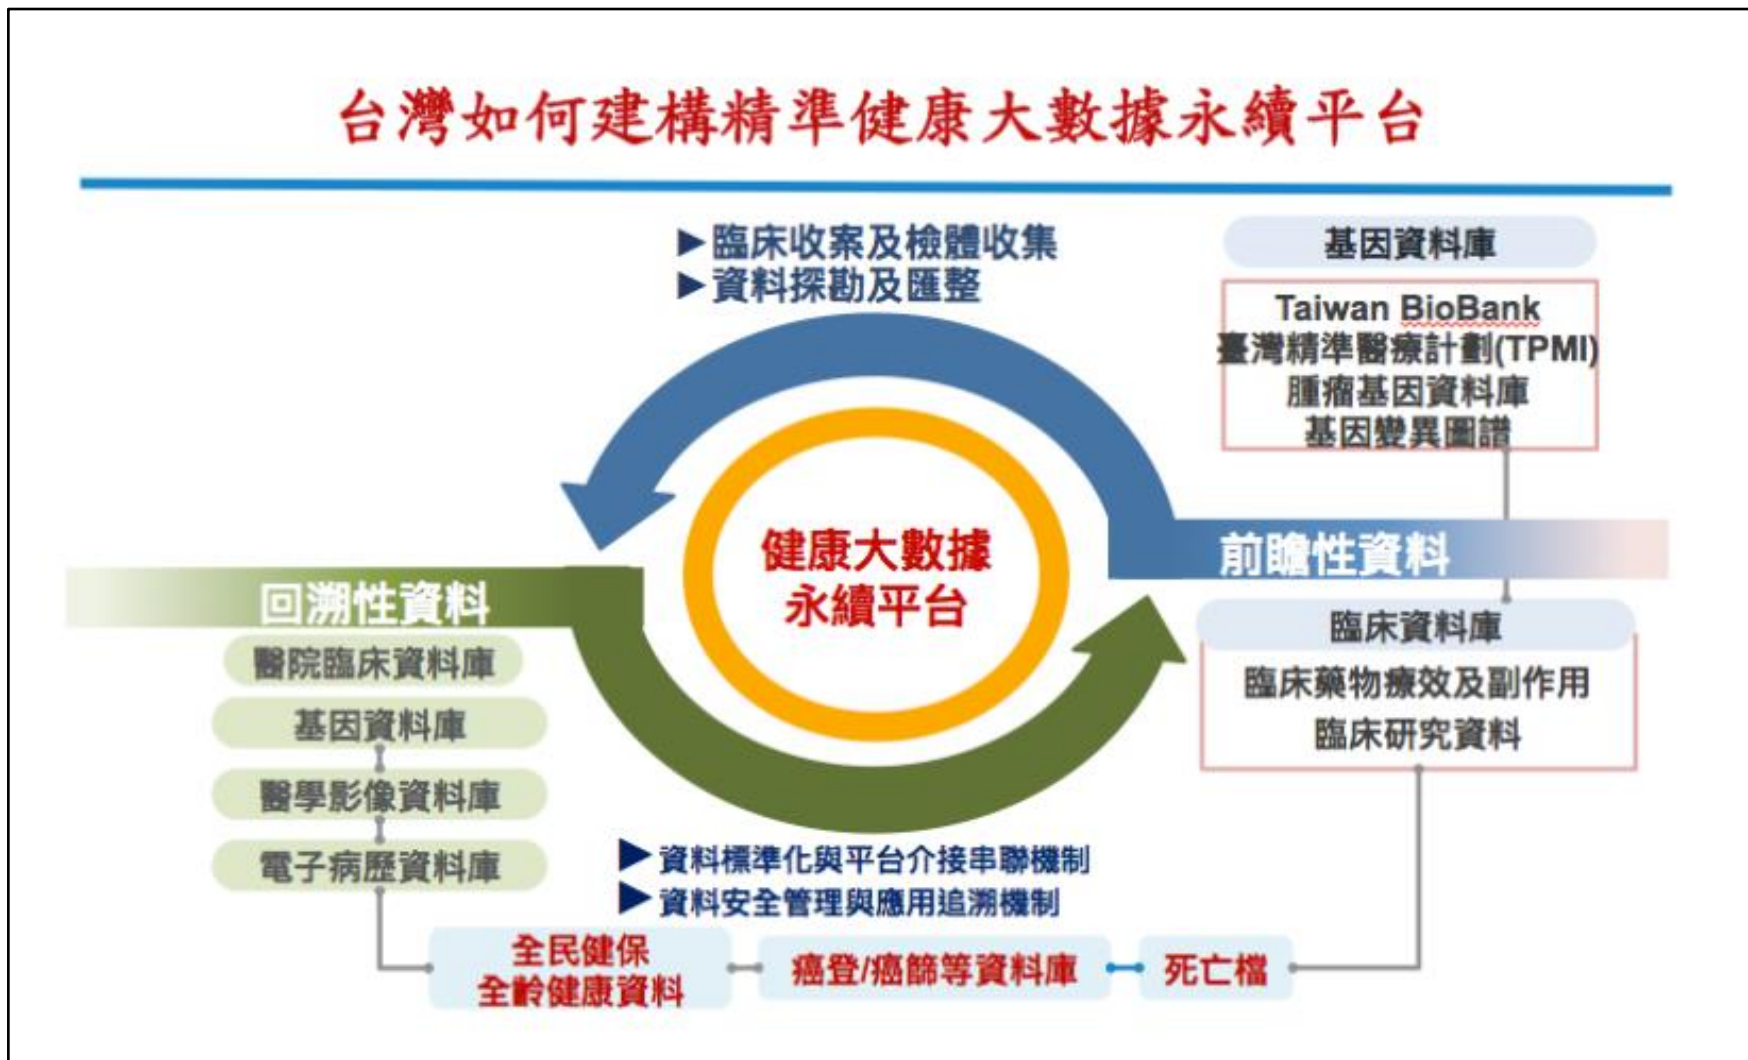 台灣如何建構精準健康大數據永續平台
►臨床收案及檢體收集
►資料探勘及匯整
基因資料庫
Taiwan BioBank
臺灣精準醫療計劃(TPMI)
腫瘤基因資料庫
基因變異圖譜
健康大數據
永續平台
前瞻性資料
回溯性資料
醫院臨床資料庫
基因資料庫
醫學影像資料庫
電子病歷資料庫
臨床資料庫
臨床藥物療效及副作用
臨床研究資料
►資料標準化與平台介接串聯機制
►資料安全管理與應用追溯機制
全民健保
全齡健康資料
癌登/癌篩等資料庫
死亡檔